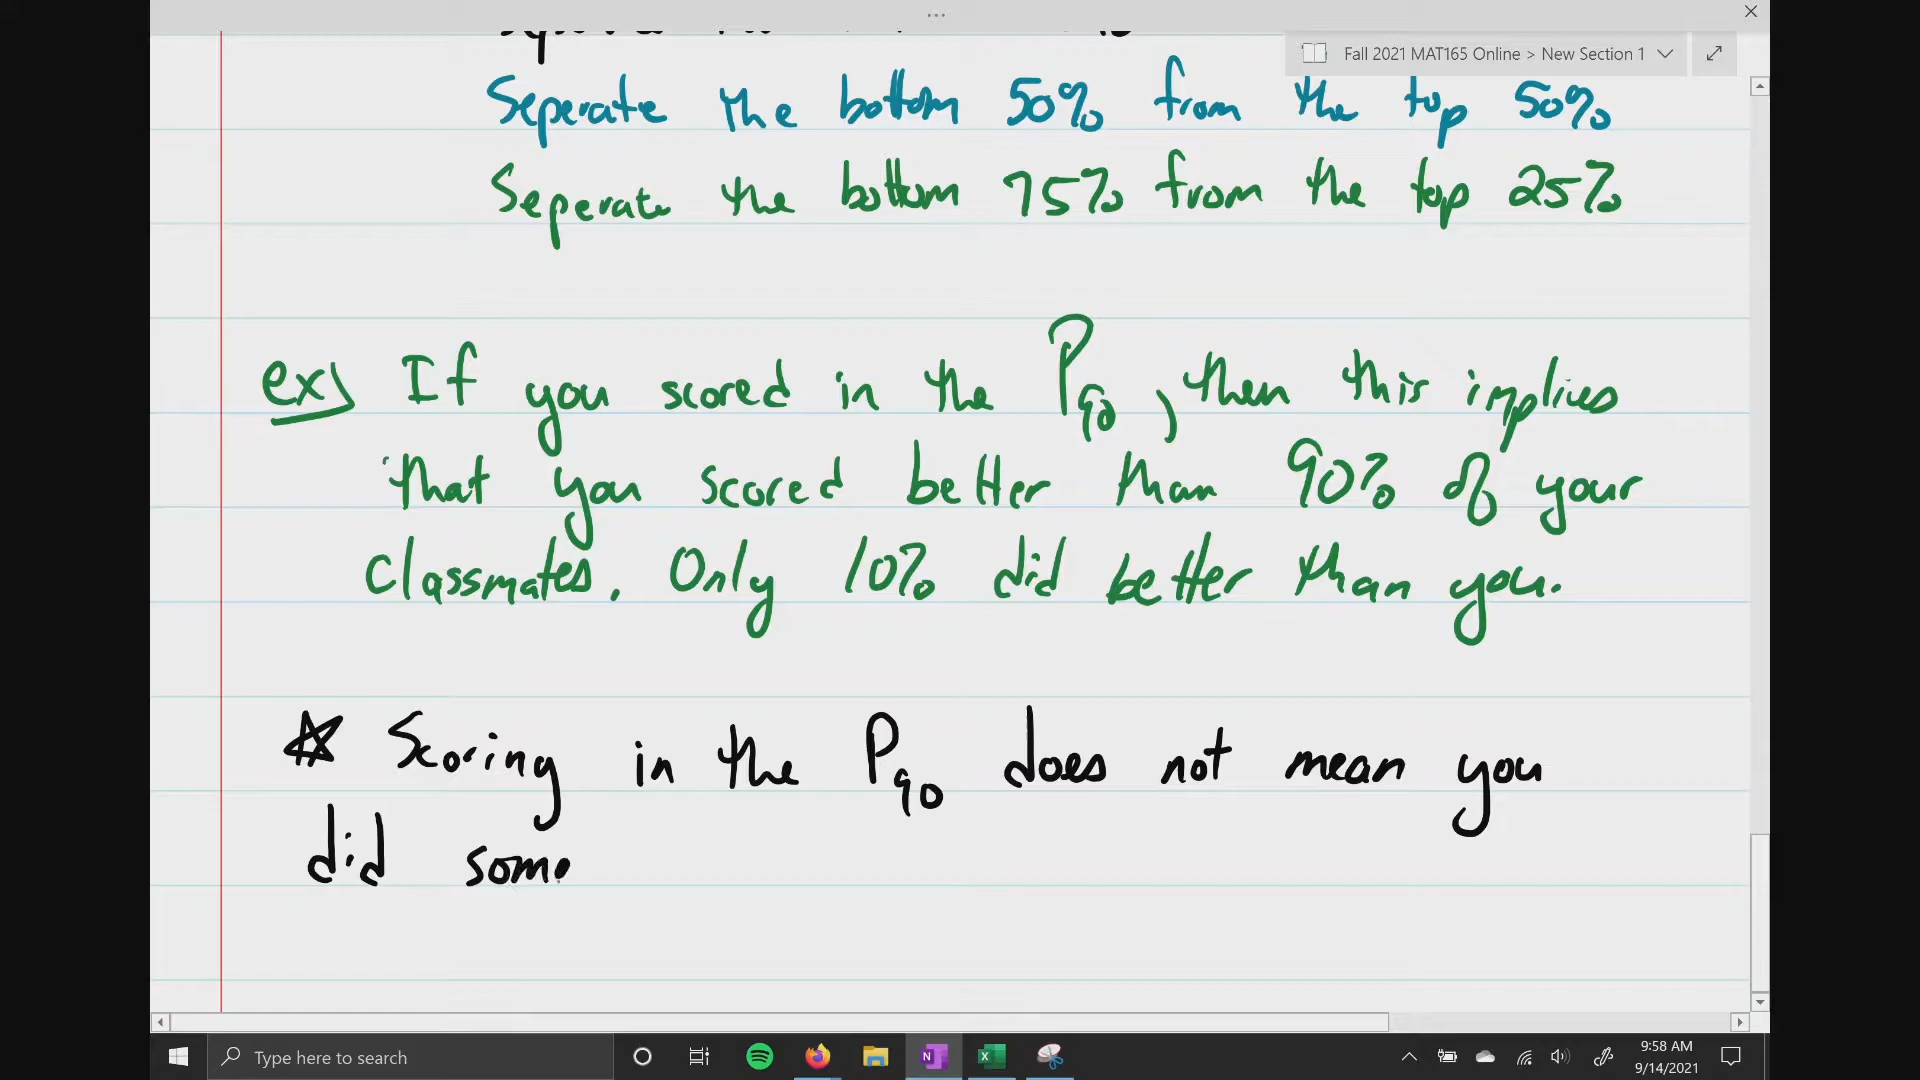 Fall 2021 MAT165 Online > New Section 1
Seperate the bottom 50% from the top 50%
Seperate the bottom 75% from the top 25%
ex) If you scored in the P90, then this implies
that you scored better than 90% of your
classmates. Only 10% did better than you.
☆ Scoring in the P90 does not mean you
did some
Type here to search
9:58 AM
9/14/2021